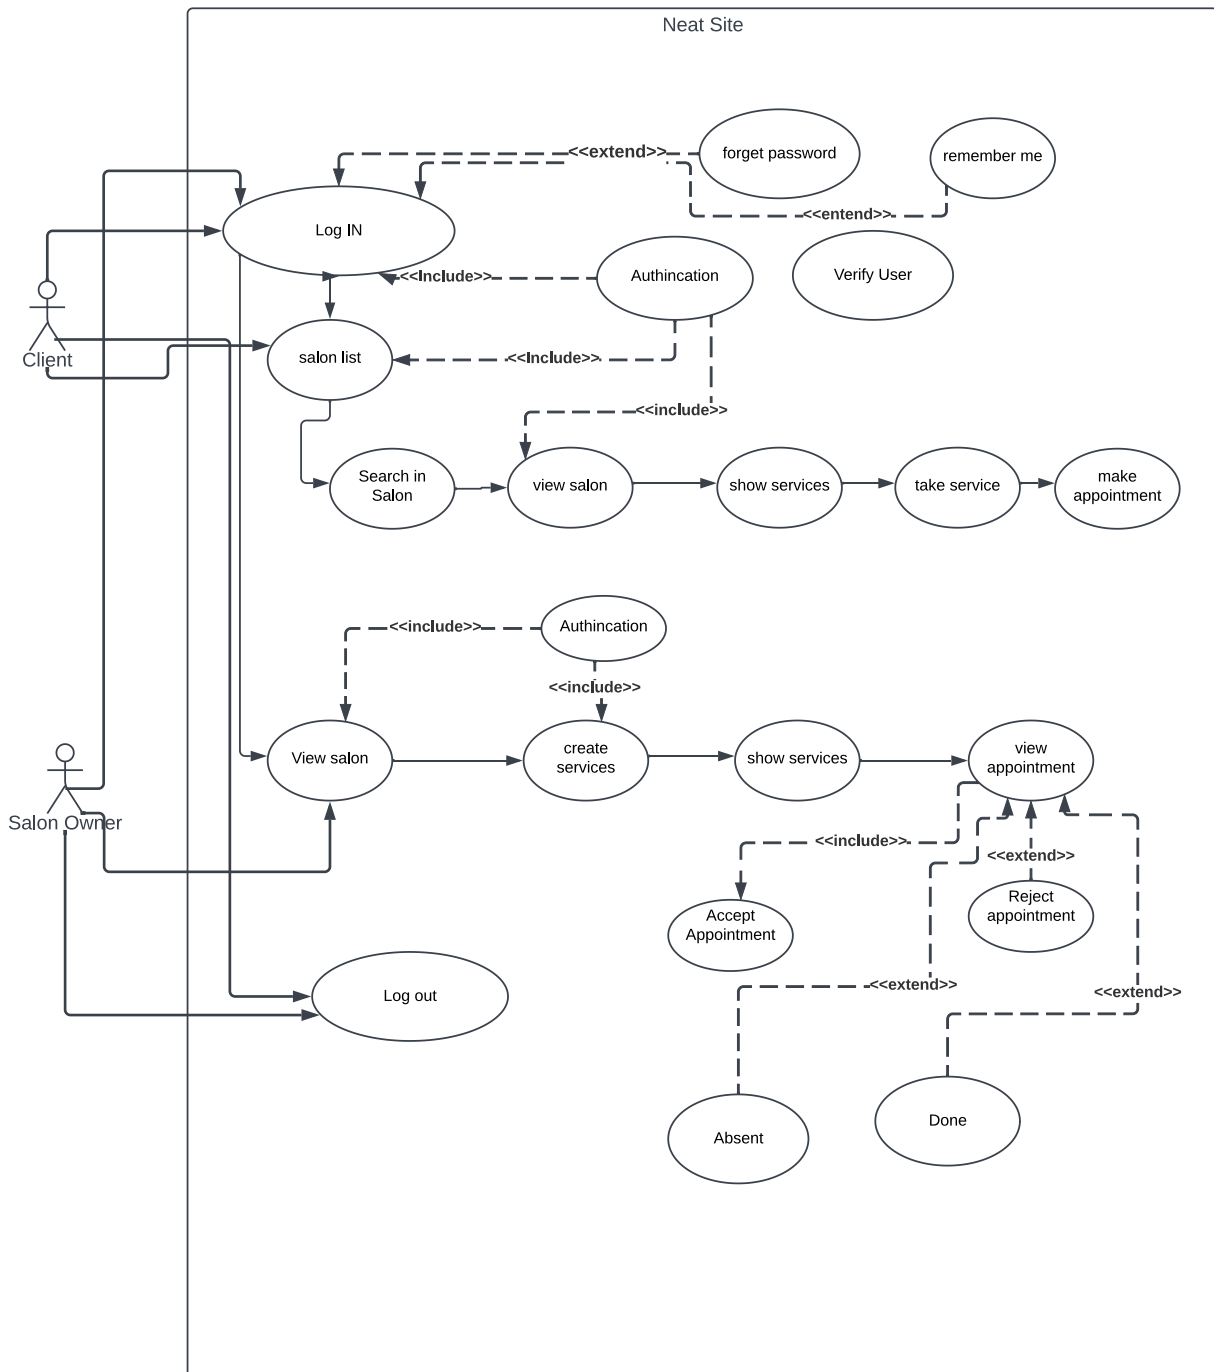 Neat Site
<<extend>>
forget password
remember me
<<entend>>
Log IN
<<Include>>
Authincation
Verify User
Client
salon list
<<Include>>
<<include>>
Search in
Salon
view salon
show services
take service
make
appointment
<<include>>
Authincation
<<include>>
View salon
create
services
show services
view
appointment
Salon Owner
<<include>>
<<extend>>
Accept
Appointment
Reject
appointment
<<extend>>
<<extend>>
Log out
Absent
Done